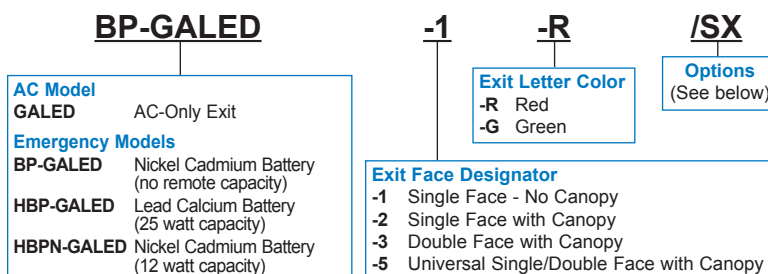 BP-GALED -1 -R /SX
AC Model
GALED AC-Only Exit
Emergency Models
BP-GALED Nickel Cadmium Battery
(no remote capacity)
HBP-GALED Lead Calcium Battery
(25 watt capacity)
HBPN-GALED Nickel Cadmium Battery
(12 watt capacity)
Exit Letter Color
-R Red
-G Green
Options
(See below)
Exit Face Designator
-1 Single Face - No Canopy
-2 Single Face with Canopy
-3 Double Face with Canopy
-5 Universal Single/Double Face with Canopy